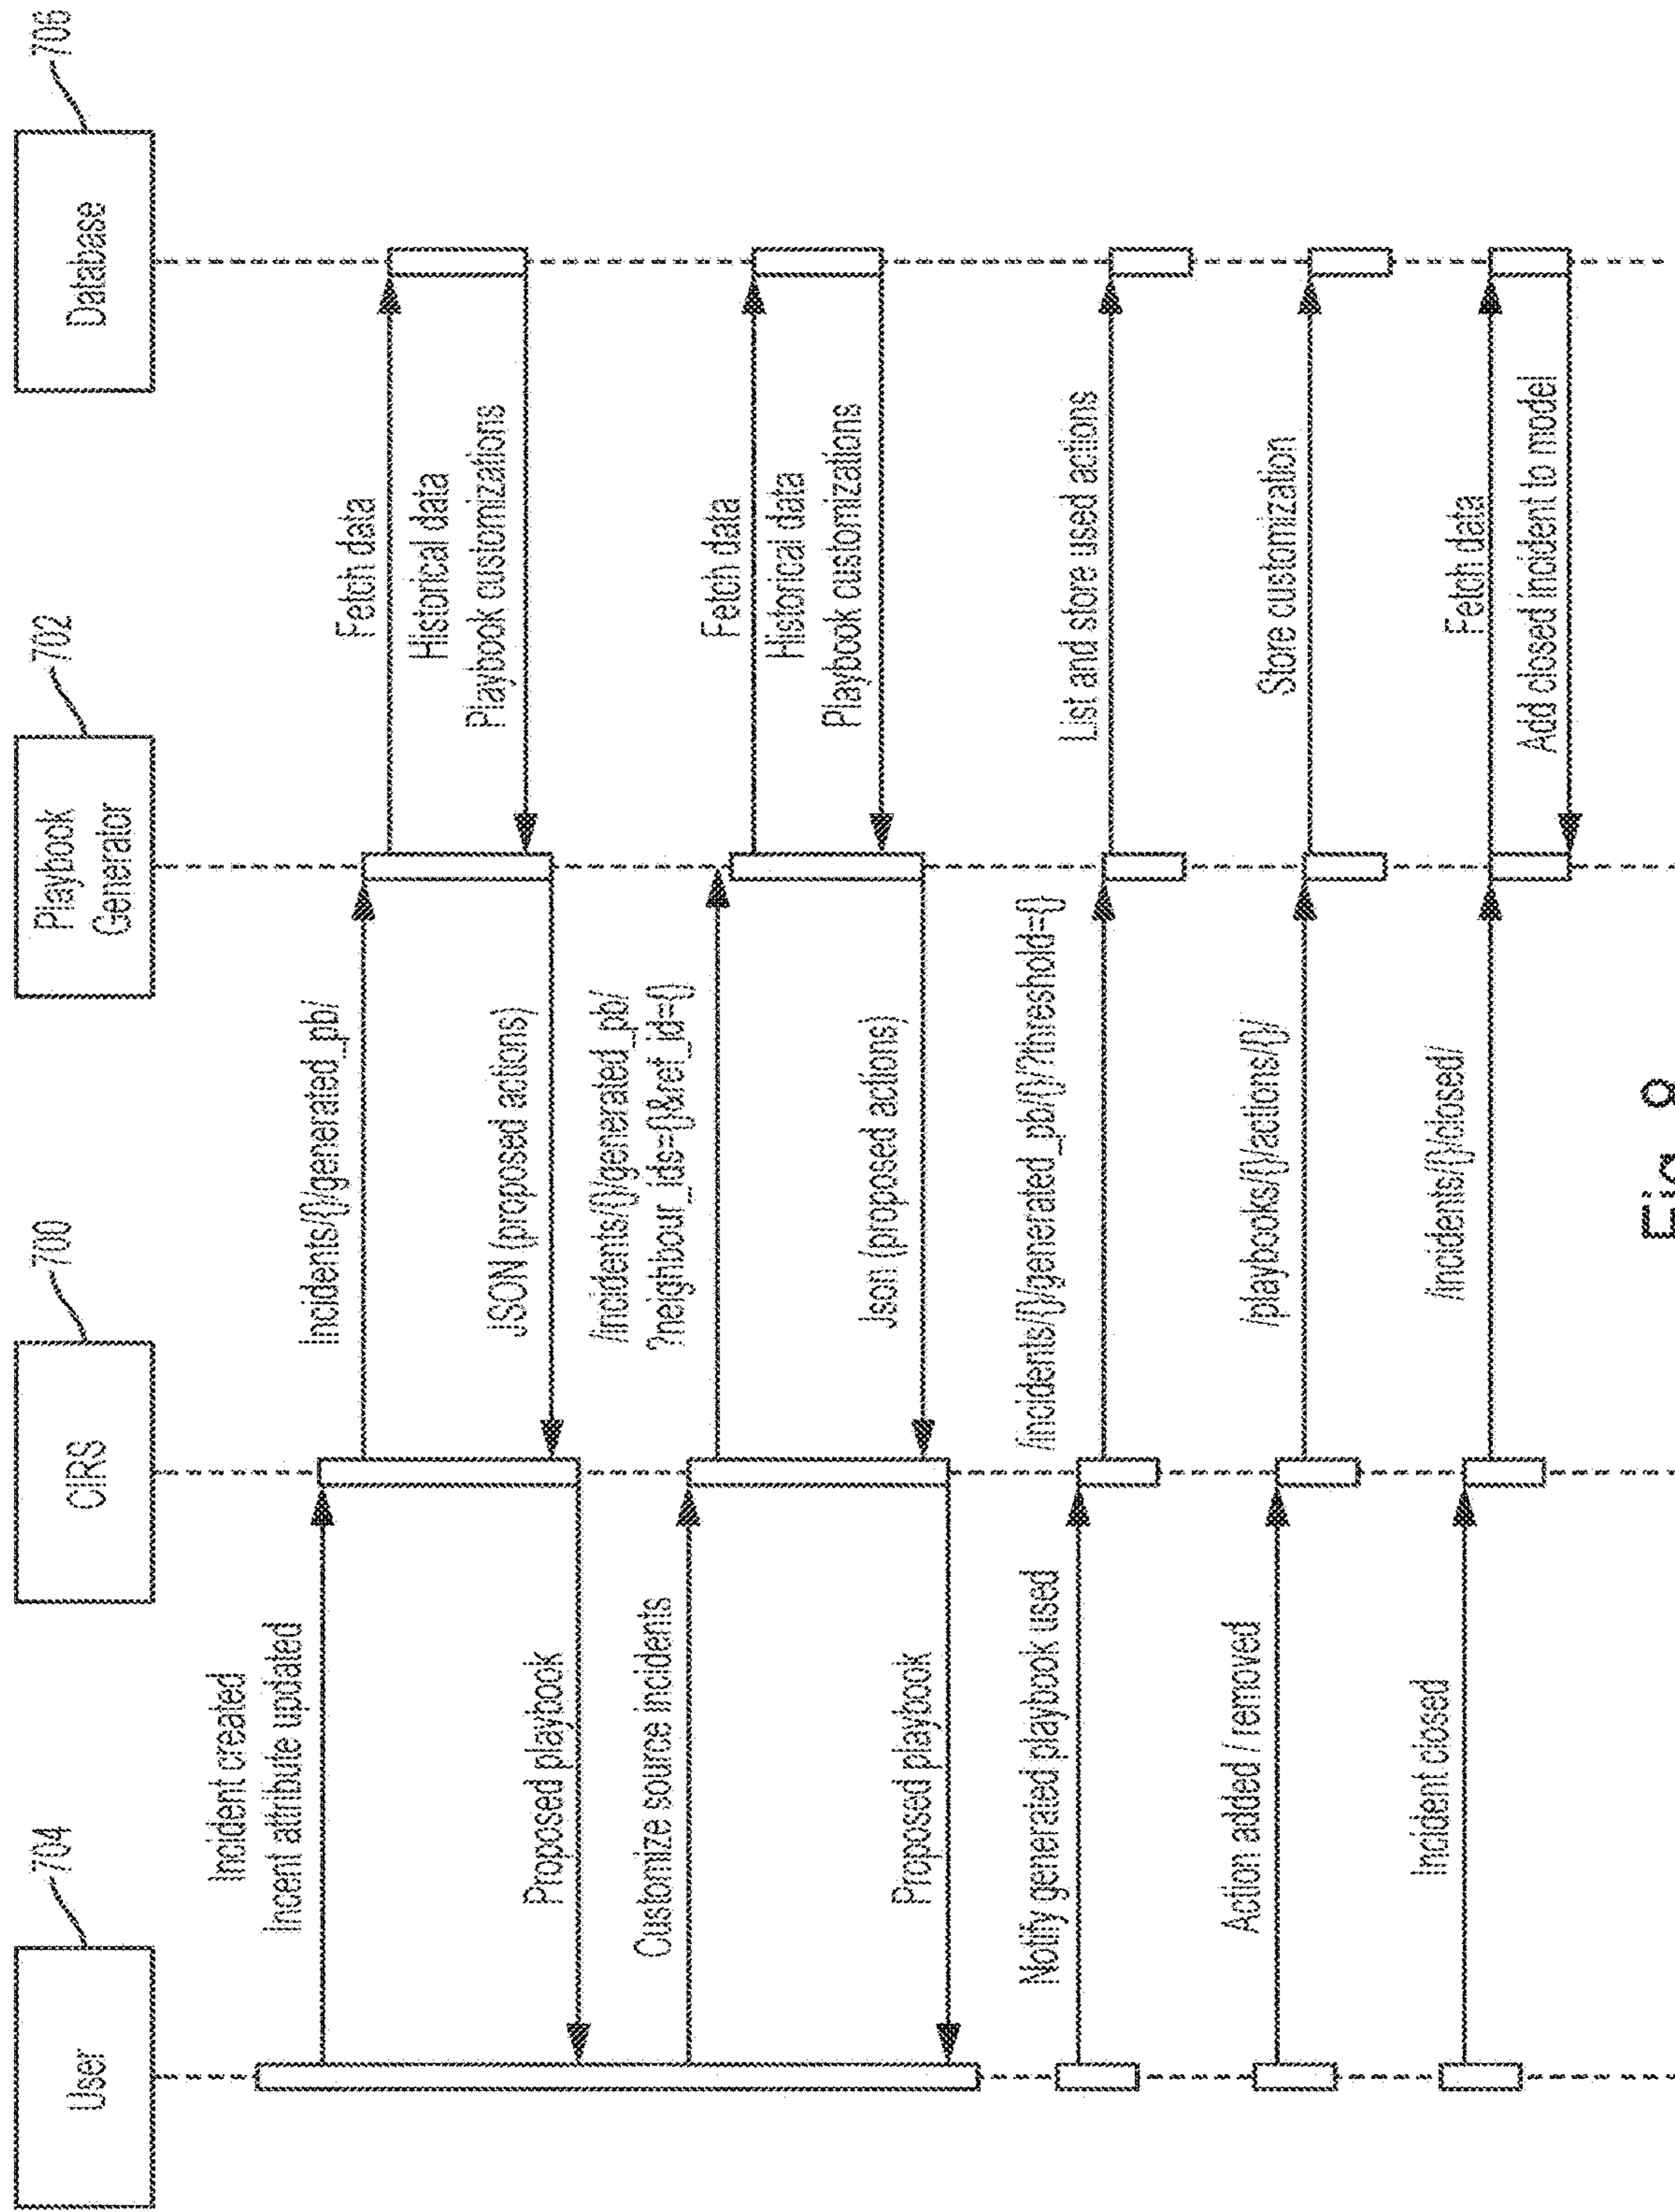 User
704
CIRS
700
Playbook
Generator
702
Database
706
Incident created
Incent attribute updated
Incidents/{}/generated_pb/
Fetch data
Historical data
Playbook customizations
JSON (proposed actions)
Proposed playbook
Customize source incidents
/incidents/{}/generated_pb/
?neighbour_ids={}&ref_id={}
Fetch data
Historical data
Playbook customizations
Json (proposed actions)
Proposed playbook
Notify generated playbook used
/incidents/{}/generated_pb/{}/?threshold={}
List and store used actions
Action added / removed
/playbooks/{}/actions/{}/
Store customization
Incident closed
/incidents/{}/closed/
Fetch data
Add closed incident to model